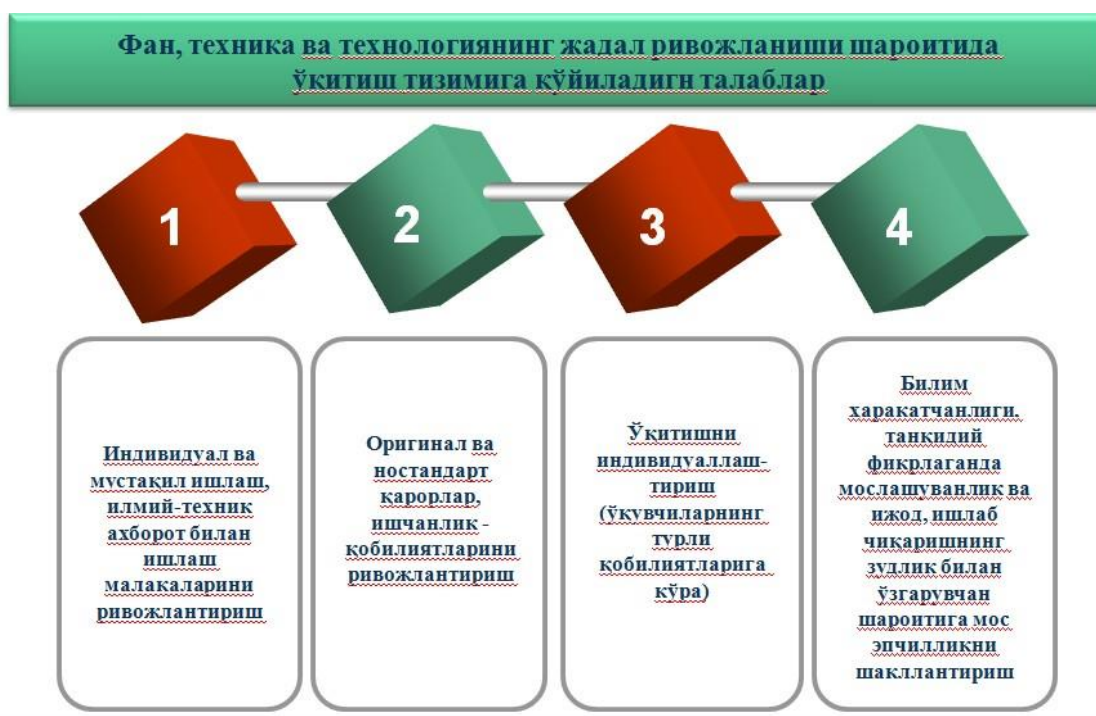 Фан, техника ва технологиянинг жадал ривожланиши шароитида
ўқитиш тизимига қўйиладигн талаблар
1
2
3
4
Индивидуал ва
мустақил ишлаш,
илмий-техник
ахборот билан
ишлаш
малакаларини
ривожлантириш
Оригинал ва
ностандарт
қарорлар,
ишчанлик -
қобилиятларини
ривожлантириш
Ўқитишни
индивидуаллаш-
тириш
(ўқувчиларнинг
турли
қобилиятларига
кўра)
Билим
харакатчанлиги,
танқидий
фикрлаганда
мослашуванлик ва
ижод, ишлаб
чиқаришнинг
зудлик билан
ўзгарувчан
шароитига мос
эпчилликни
шакллантириш